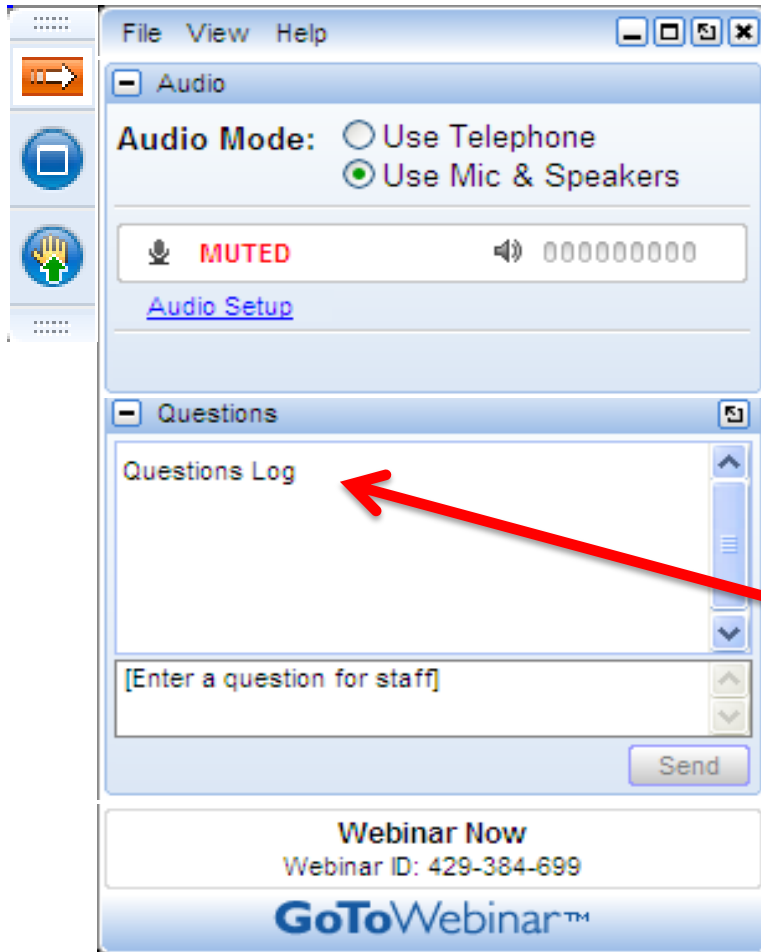 File View Help
Audio
Audio Mode: Use Telephone
Use Mic & Speakers
MUTED 000000000
Audio Setup
Questions
Questions Log
[Enter a question for staff]
Send
Webinar Now
Webinar ID: 429-384-699
GoToWebinar™